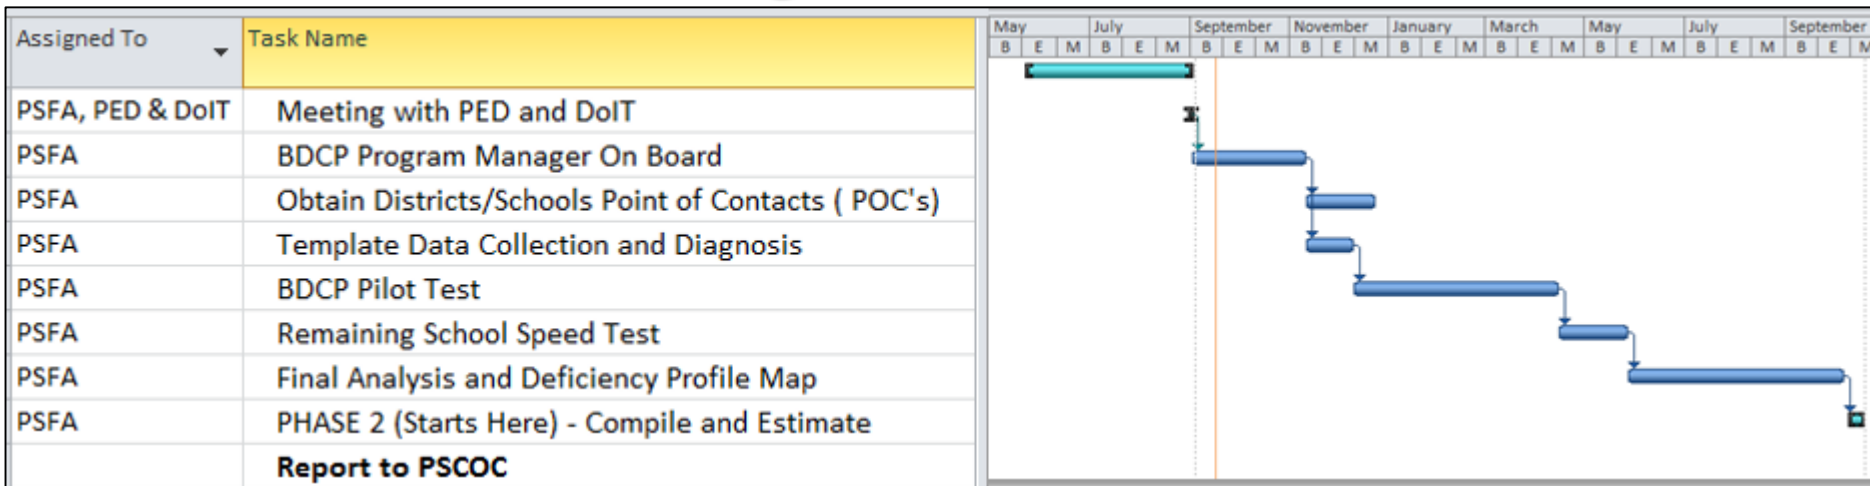 Assigned To Task Name
May July September November January March May July September
B E M B E M B E M B E M B E M B E M B E M B E M B E M
PSFA, PED & DoIT Meeting with PED and DoIT
PSFA BDCP Program Manager On Board
PSFA Obtain Districts/Schools Point of Contacts ( POC's)
PSFA Template Data Collection and Diagnosis
PSFA BDCP Pilot Test
PSFA Remaining School Speed Test
PSFA Final Analysis and Deficiency Profile Map
PSFA PHASE 2 (Starts Here) - Compile and Estimate
Report to PSCOC